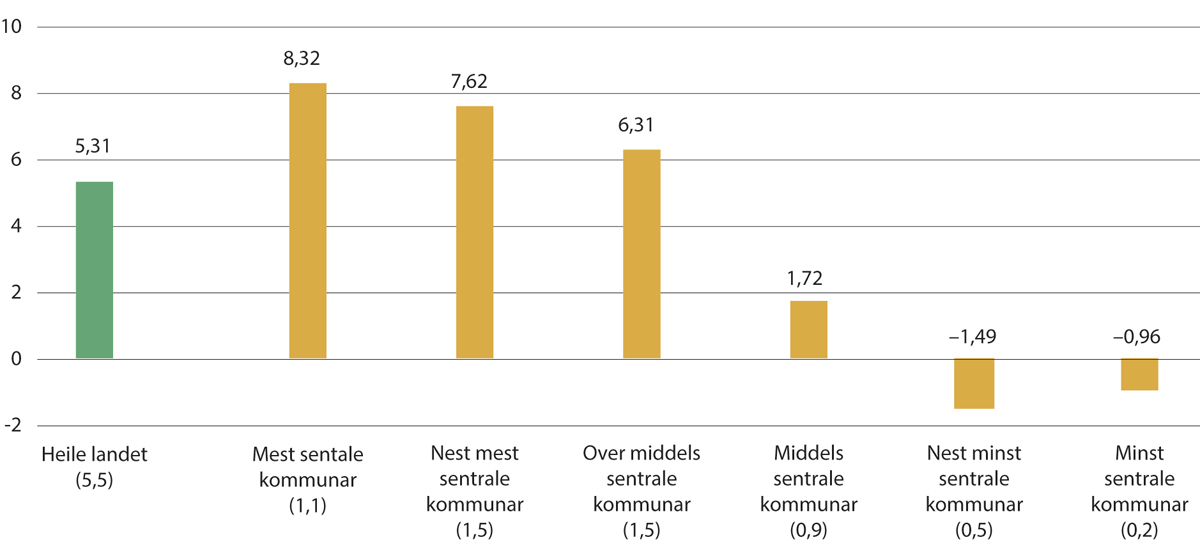 10
8
6
4
2
0
-2
5,31
8,32
7,62
6,31
1,72
–1,49
–0,96
Heile landet
(5,5)
Mest sentale
kommunar
(1,1)
Nest mest
sentrale
kommunar
(1,5)
Over middels
sentrale
kommunar
(1,5)
Middels
sentrale
kommunar
(0,9)
Nest minst
sentrale
kommunar
(0,5)
Minst
sentrale
kommunar
(0,2)